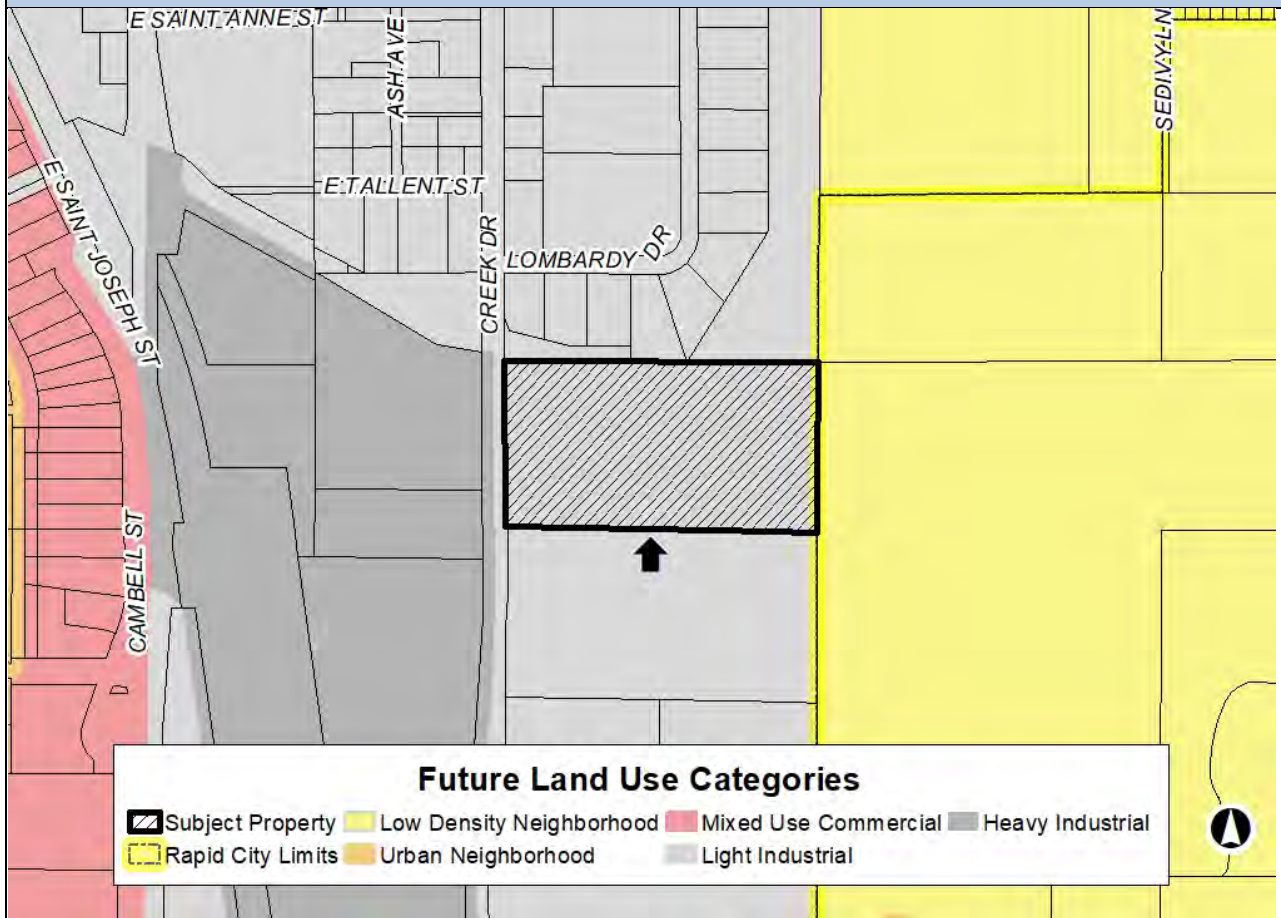 E SAINT ANNE ST
ASH AVE
SEDIVY LN
E TALLENT ST
E SAINT JOSEPH ST
CREEK DR
LOMBARDY DR
CAMBELL ST
Future Land Use Categories
Subject Property Low Density Neighborhood Mixed Use Commercial Heavy Industrial
Rapid City Limits Urban Neighborhood Light Industrial